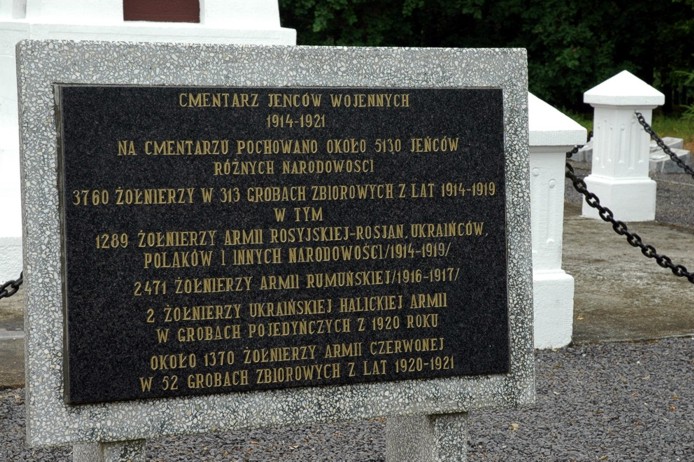 CMENTARZ JEŃCÓW WOJENNYCH
1914-1921
NA CMENTARZU POCHOWANO OKOŁO 5130 JEŃCÓW
RÓŻNYCH NARODOWOŚCI
3760 ŻOŁNIERZY W 313 GROBACH ZBIOROWYCH Z LAT 1914-1919
W TYM
1289 ŻOŁNIERZY ARMII ROSYJSKIEJ-ROSJAN, UKRAIŃCÓW,
POLAKÓW I INNYCH NARODOWOŚCI/1914-1919/
2471 ŻOŁNIERZY ARMII RUMUŃSKIEJ/1916-1917/
2 ŻOŁNIERZY UKRAIŃSKIEJ HALICKIEJ ARMII
W GROBACH POJEDYŃCZYCH Z 1920 ROKU
OKOŁO 1370 ŻOŁNIERZY ARMII CZERWONEJ
W 52 GROBACH ZBIOROWYCH Z LAT 1920-1921